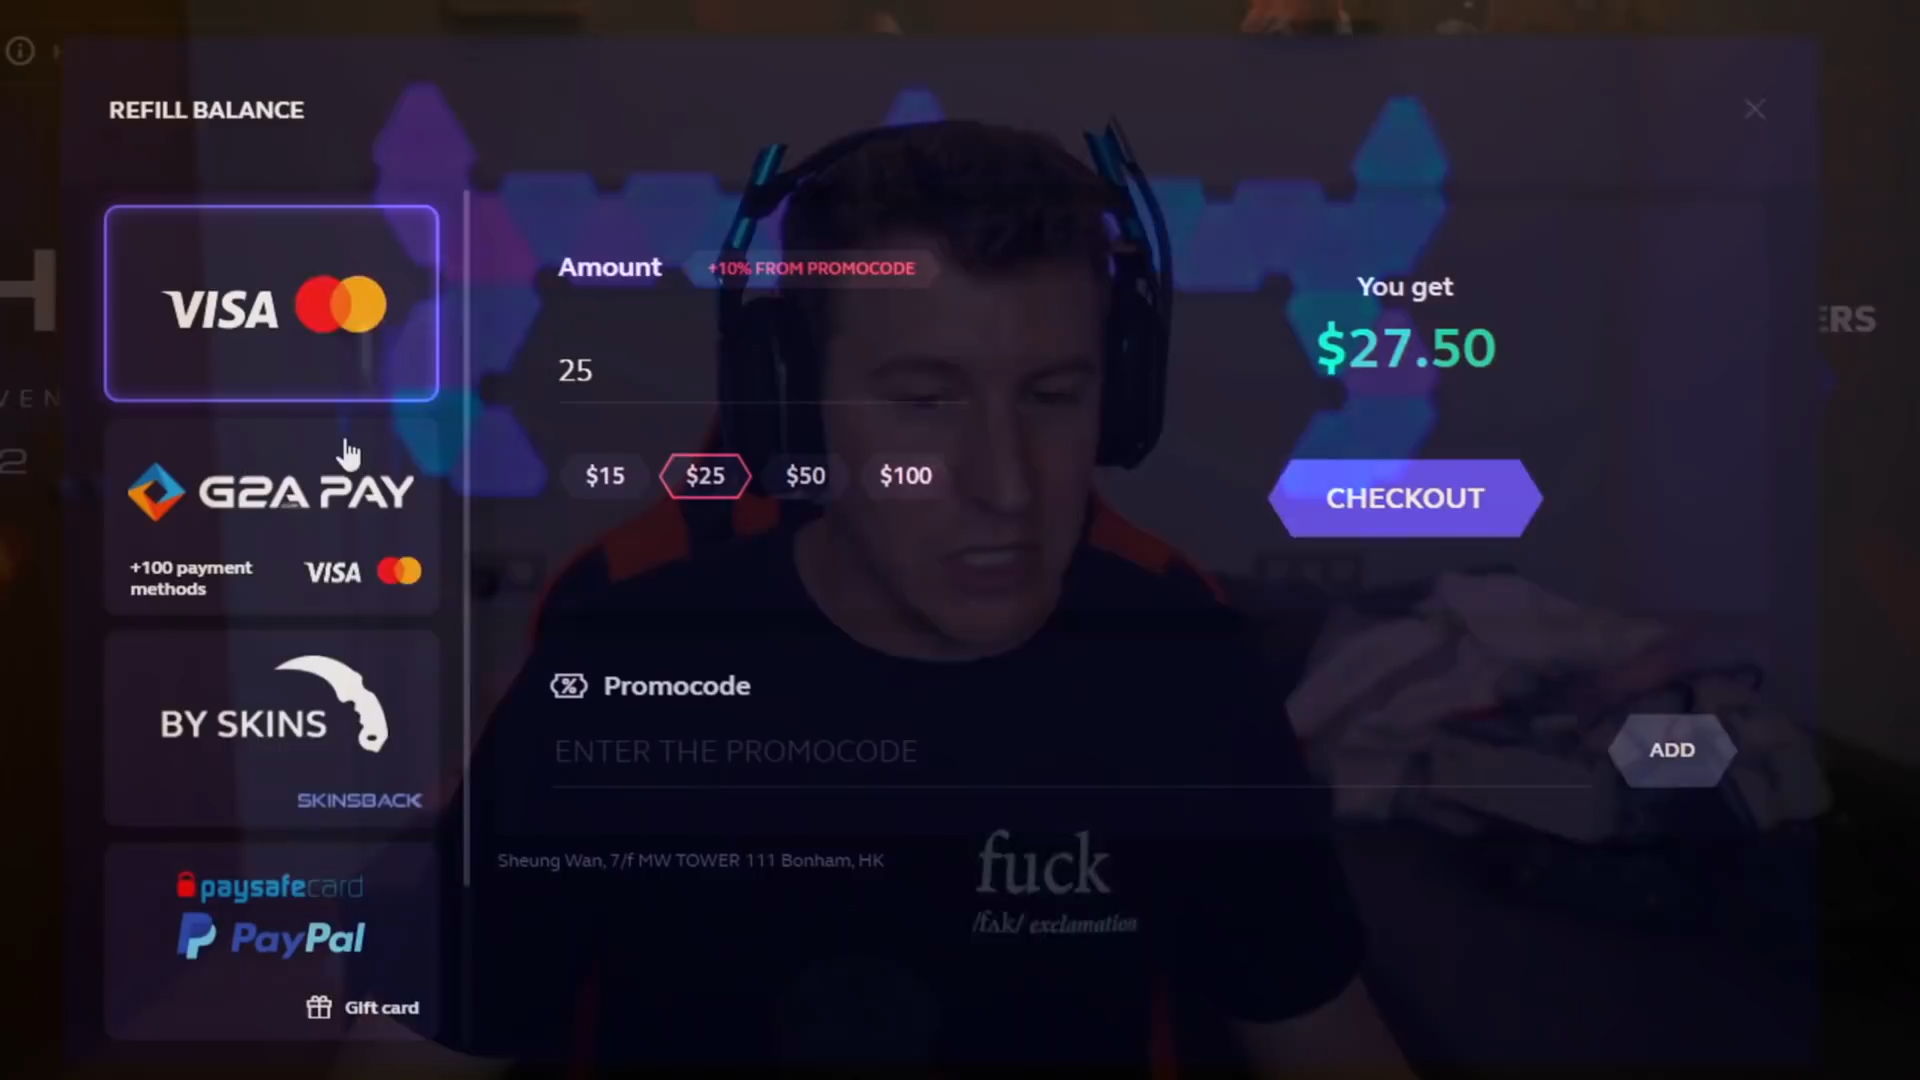 REFILL BALANCE
VISA
G2A PAY
+100 payment
methods
VISA
BY SKINS
SKINSBACK
paysafecard
PayPal
Gift card
Amount
+10% FROM PROMOCODE
25
$15
$25
$50
$100
You get
$27.50
CHECKOUT
Promocode
ENTER THE PROMOCODE
ADD
Sheung Wan, 7/f MW TOWER 111 Bonham, HK
fuck
/fʌk/ exclamation